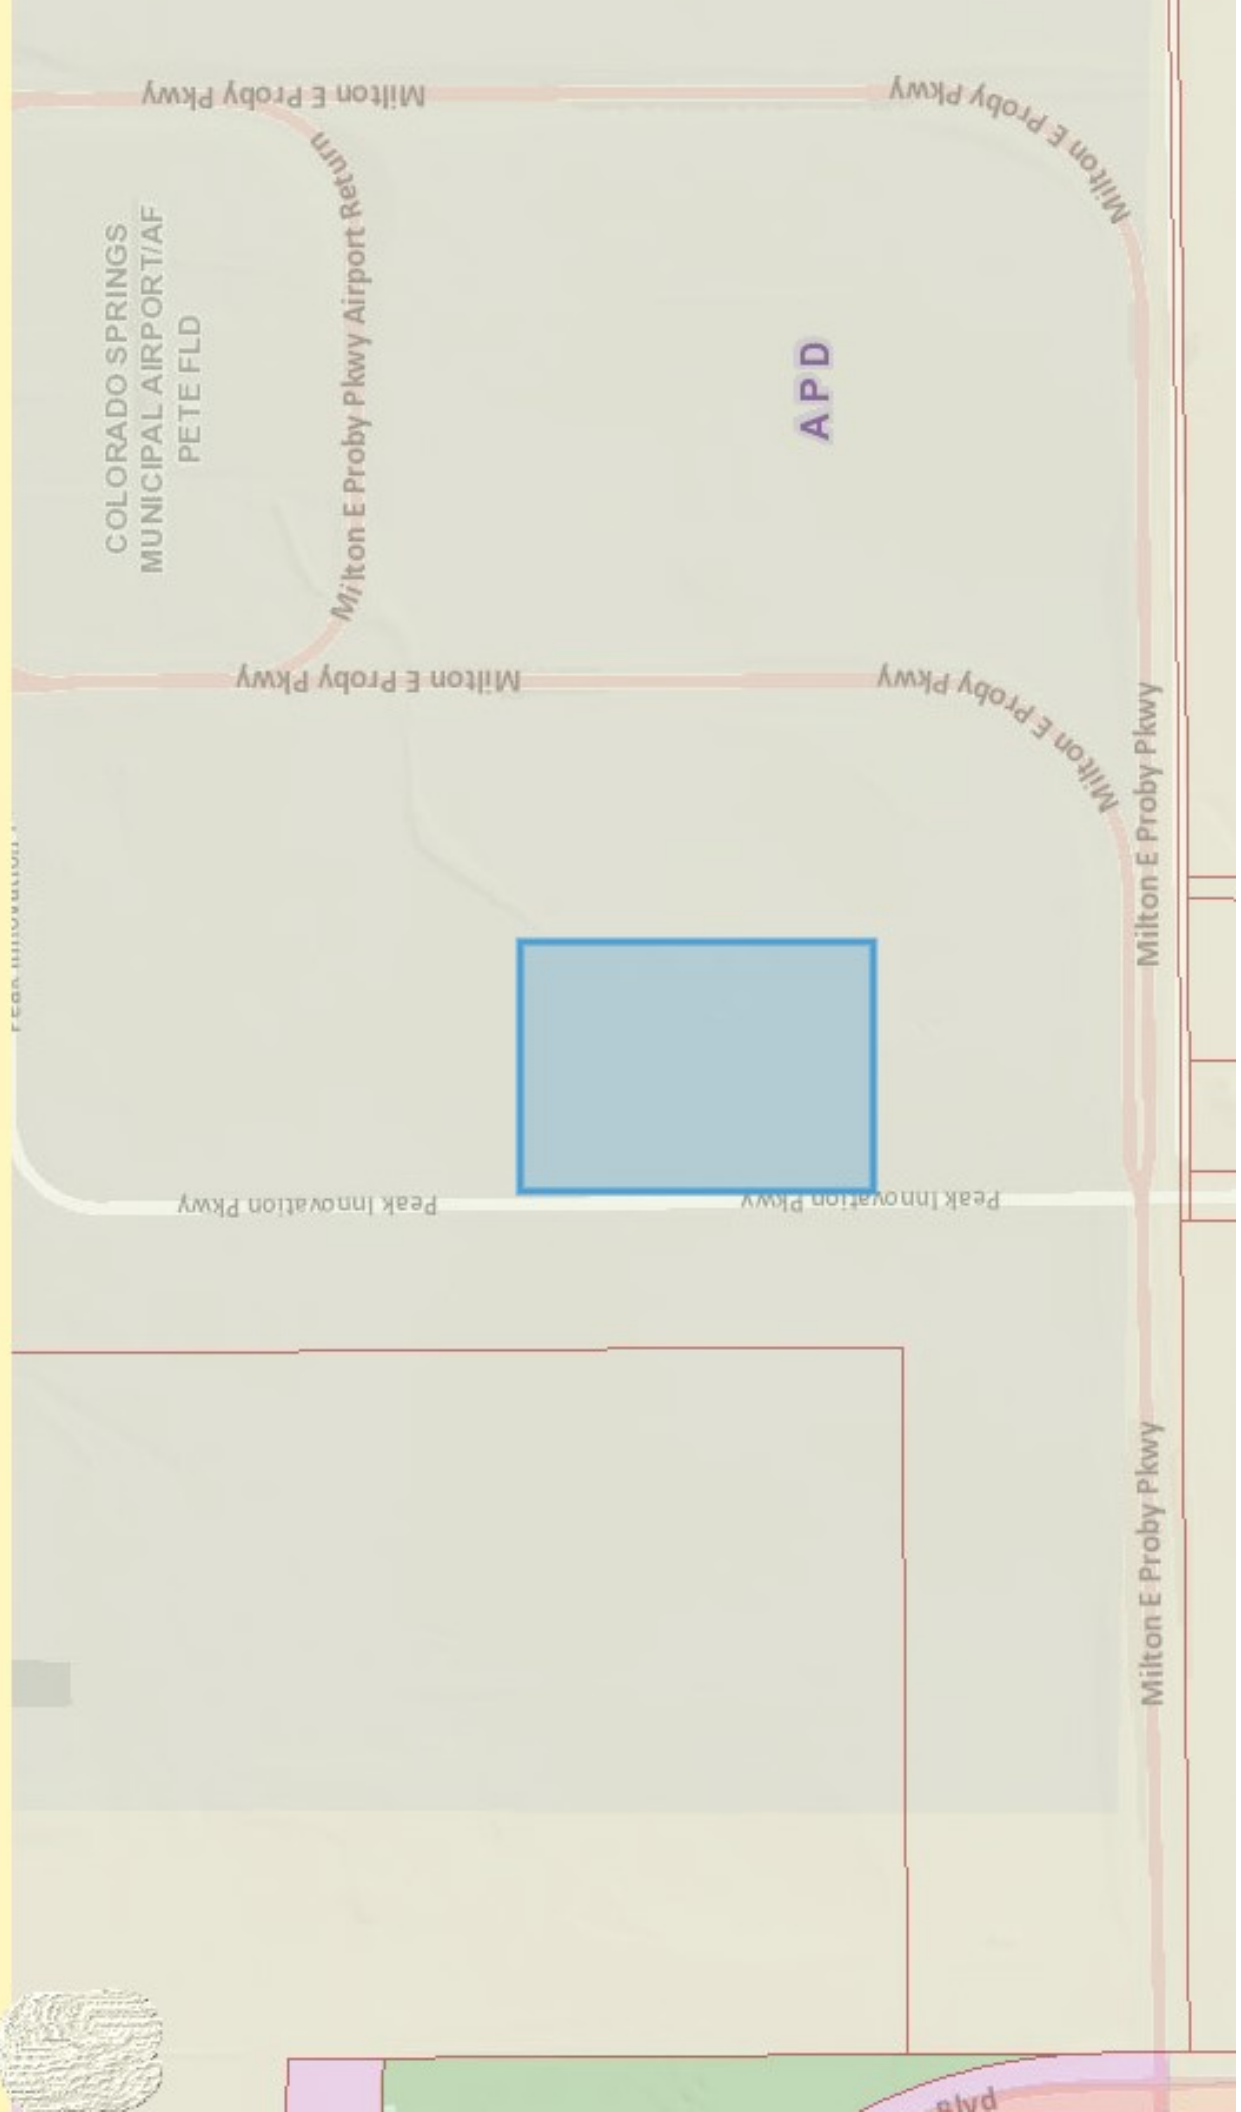 Milton E Proby Pkwy
Milton E Proby Pkwy
Milton E Proby Pkwy Airport Return
COLORADO SPRINGS
MUNICIPAL AIRPORT/AF
PETE FLD
APD
Milton E Proby Pkwy
Milton E Proby Pkwy
Milton E Proby Pkwy
Peak Innovation
Peak Innovation Pkwy
Peak Innovation Pkwy
Milton E Proby Pkwy
Blvd